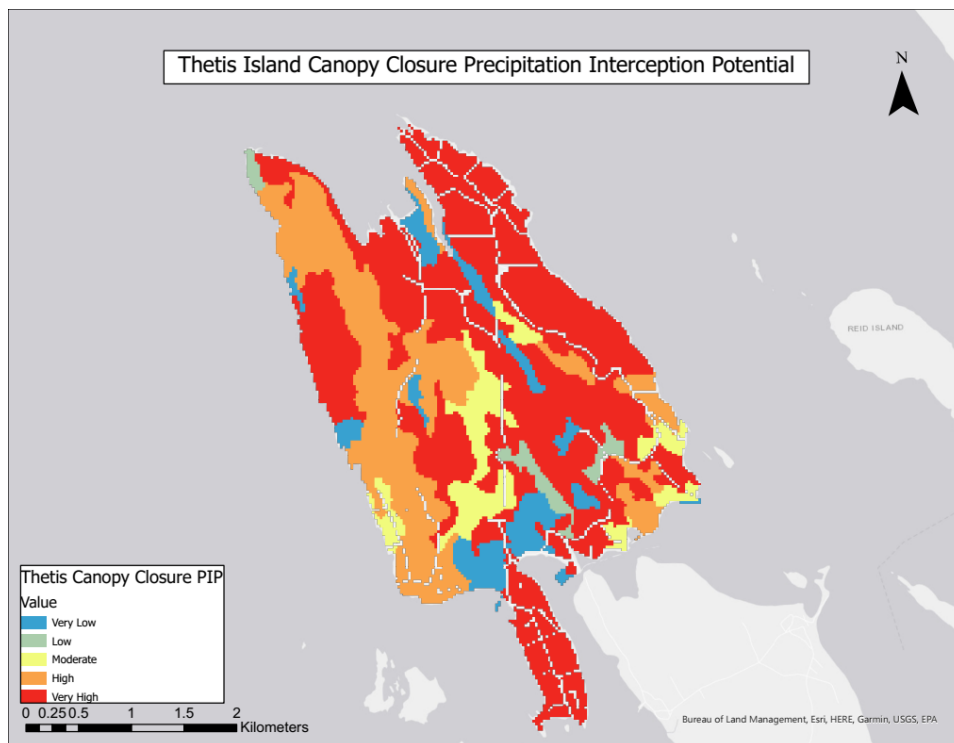 Thetis Island Canopy Closure Precipitation Interception Potential
N
REID ISLAND
Thetis Canopy Closure PIP
Value
Very Low
Low
Moderate
High
Very High
0 0.25 0.5 1 1.5 2
Kilometers
Bureau of Land Management, Esri, HERE, Garmin, USGS, EPA